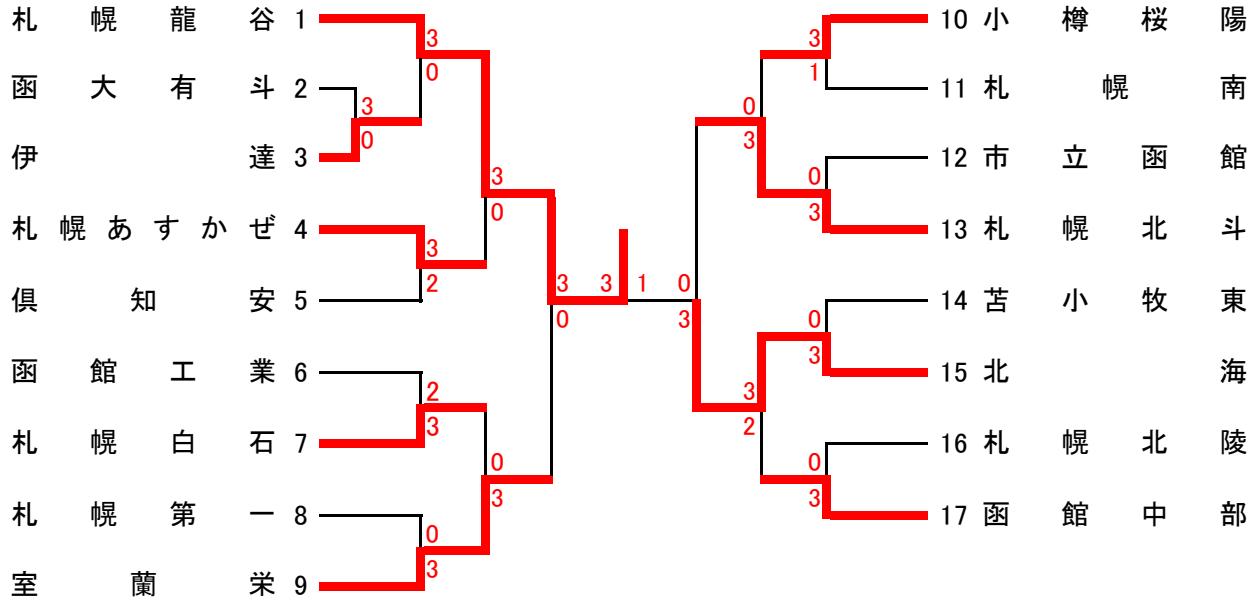 札幌龍谷 1
函大有斗 2
伊達 3
札幌あすかぜ 4
倶知安 5
函館工業 6
札幌白石 7
札幌第一 8
室蘭栄 9
3
0
3
0
3
0
3
2
2
3
0
3
0
3
3
0
3 1
0
3
0
3
3
2
3
1
0
3
0
3
0
3
10 小樽桜陽
11 札幌南
12 市立函館
13 札幌北斗
14 苫小牧東
15 北海
16 札幌北陵
17 函館中部